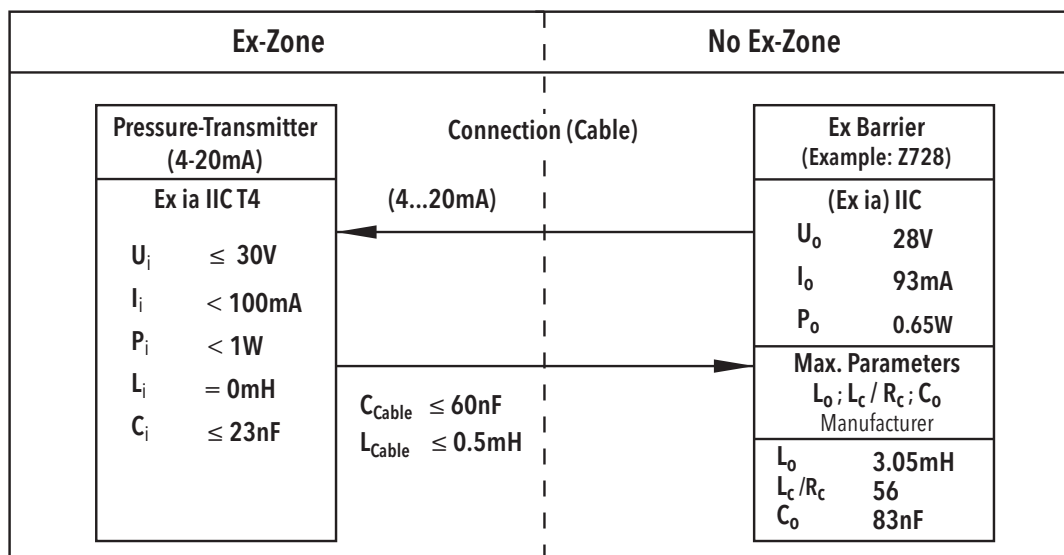 Ex-Zone
No Ex-Zone
Pressure-Transmitter
(4-20mA)
Ex ia IIC T4
Ui ≤ 30V
Ii < 100mA
Pi < 1W
Li = 0mH
Ci ≤ 23nF
Connection (Cable)
(4...20mA)
CCable ≤ 60nF
LCable ≤ 0.5mH
Ex Barrier
(Example: Z728)
(Ex ia) IIC
Uo 28V
Io 93mA
Po 0.65W
Max. Parameters
Lo ; Lc / Rc ; Co
Manufacturer
Lo 3.05mH
Lc /Rc 56
Co 83nF